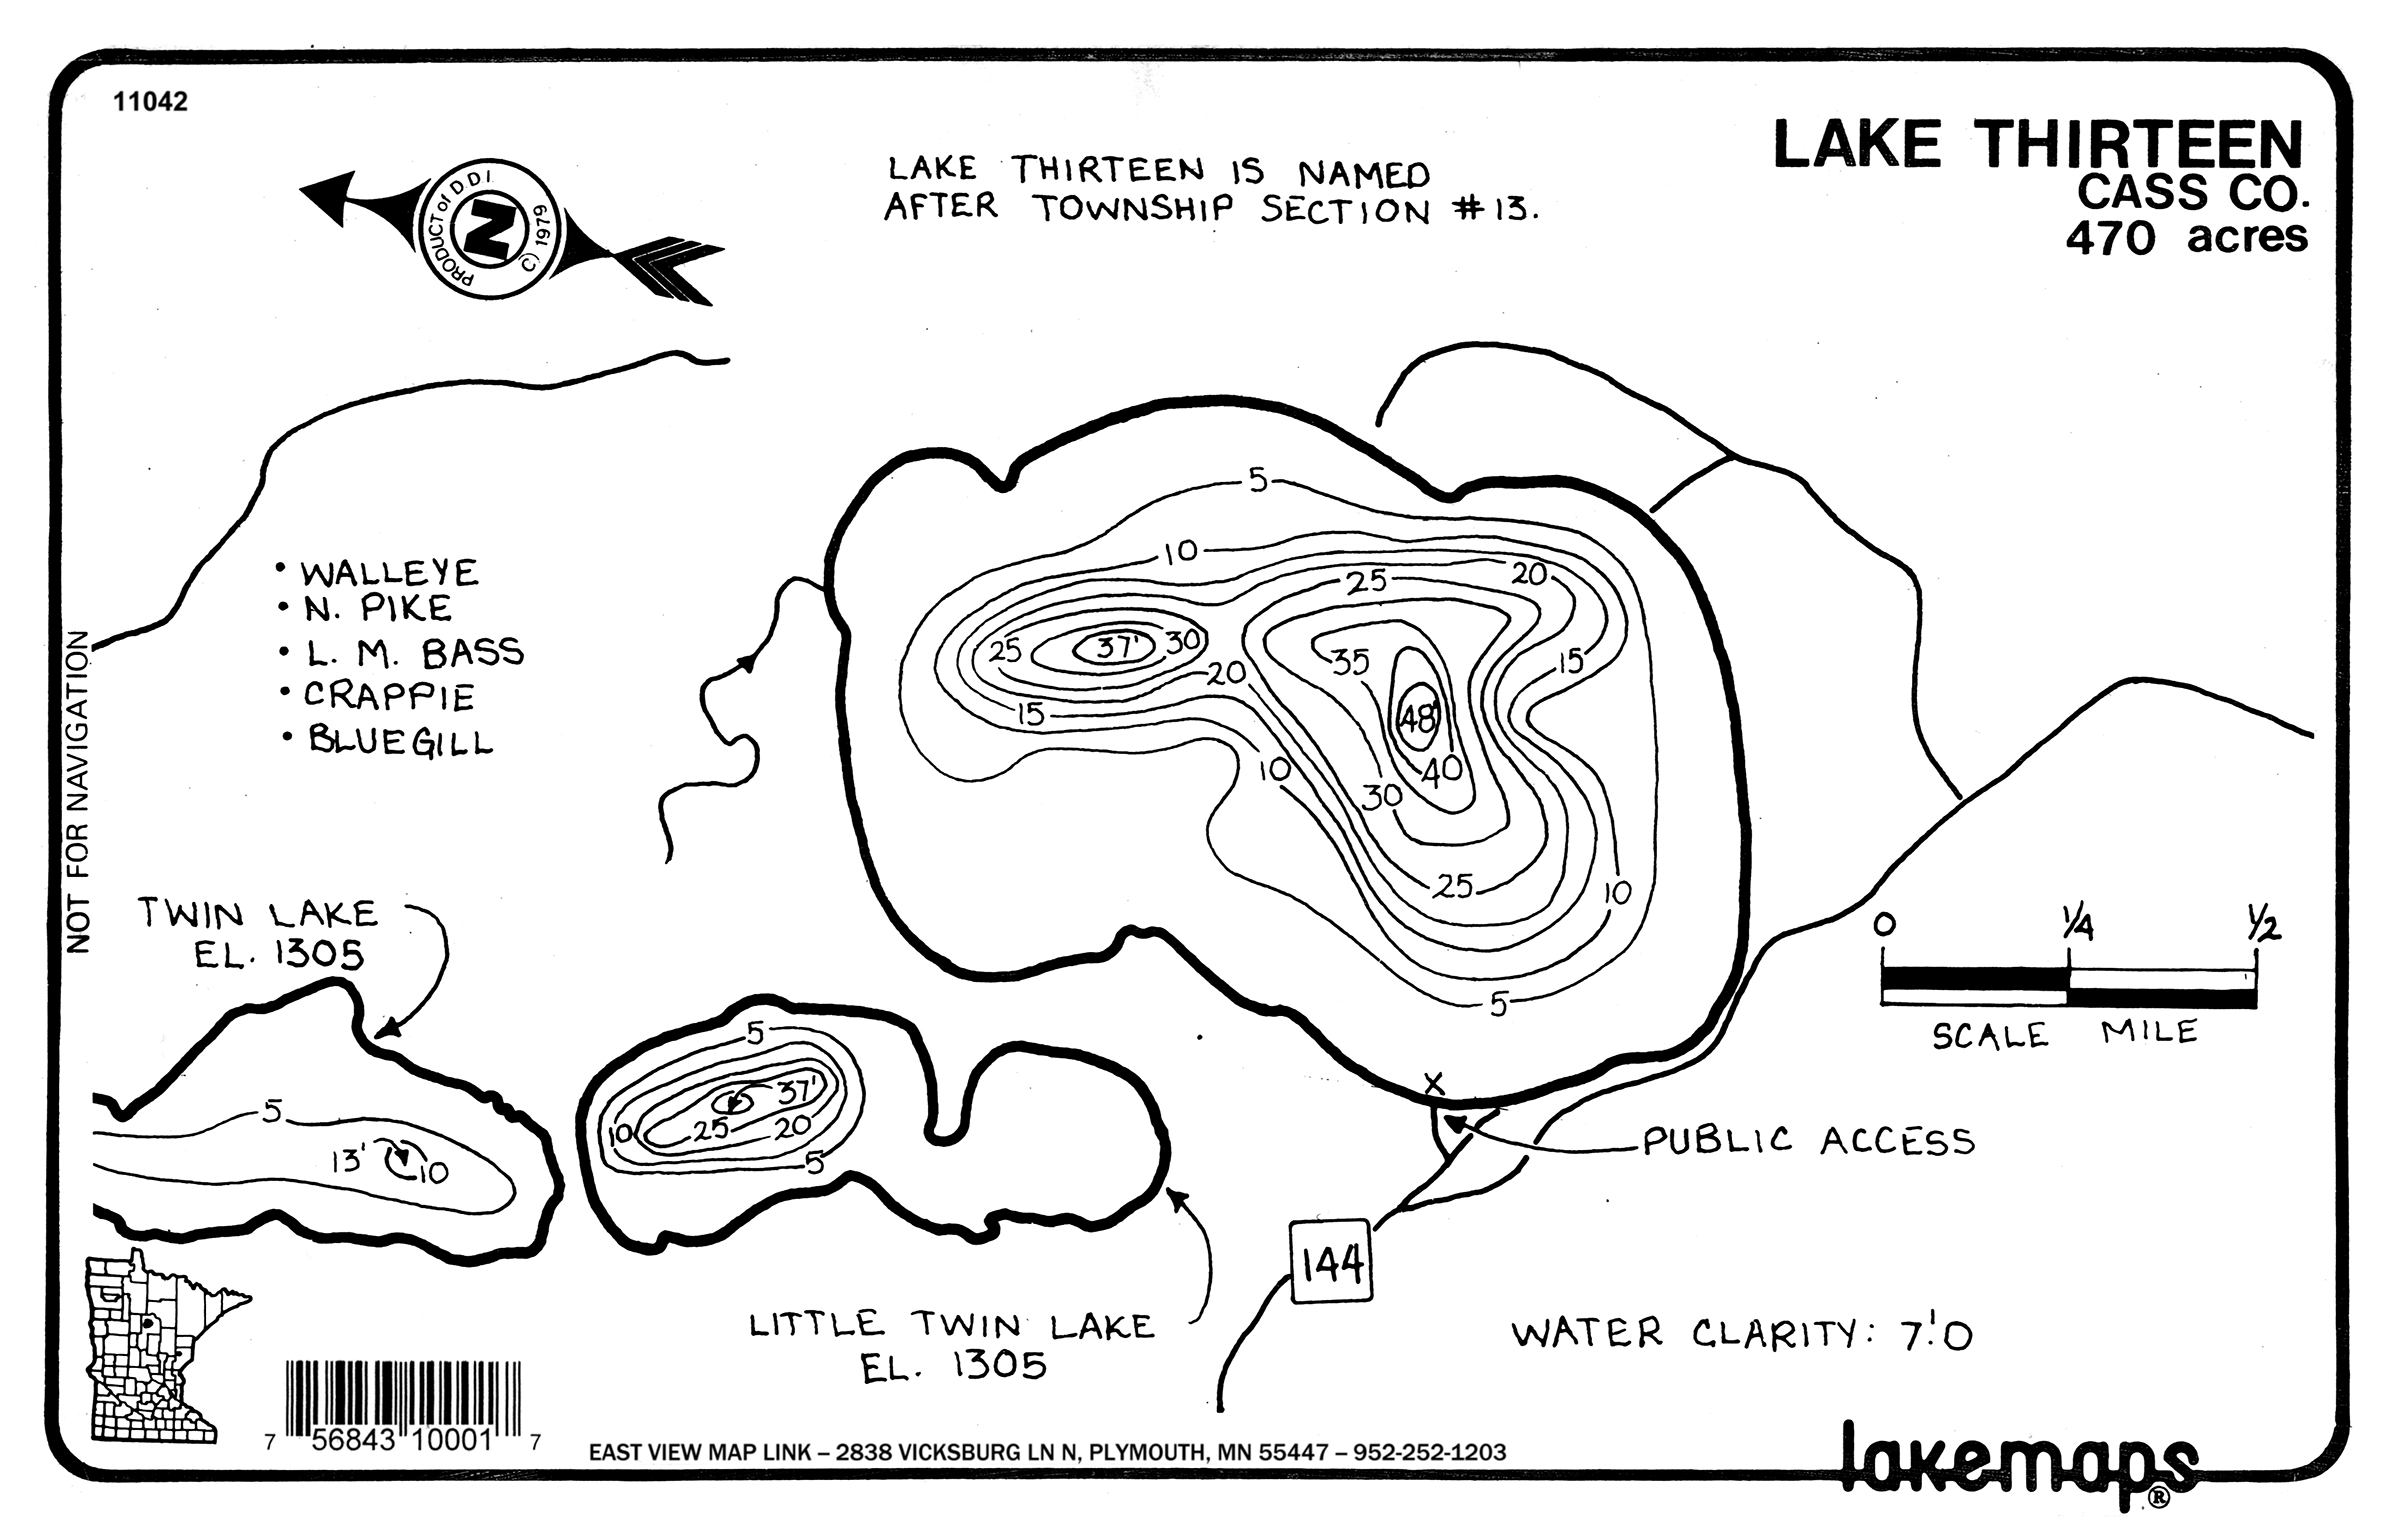 11042
LAKE THIRTEEN
CASS CO.
470 acres
LAKE THIRTEEN IS NAMED
AFTER TOWNSHIP SECTION #13.
PRODUCT of D.D.I.
N
C) 1979
5
10
25
20
25
37'
30
35
15
20
15
48'
10
40
30
25
10
5
• WALLEYE
• N. PIKE
• L. M. BASS
• CRAPPIE
• BLUEGILL
NOT FOR NAVIGATION
TWIN LAKE
EL. 1305
0 1/4 1/2
SCALE MILE
5
37'
10
25
20
5
5
13'
10
X
PUBLIC ACCESS
144
LITTLE TWIN LAKE
EL. 1305
WATER CLARITY: 7'.0
7 56843 10001 7
EAST VIEW MAP LINK – 2838 VICKSBURG LN N, PLYMOUTH, MN 55447 – 952-252-1203
lakemaps®